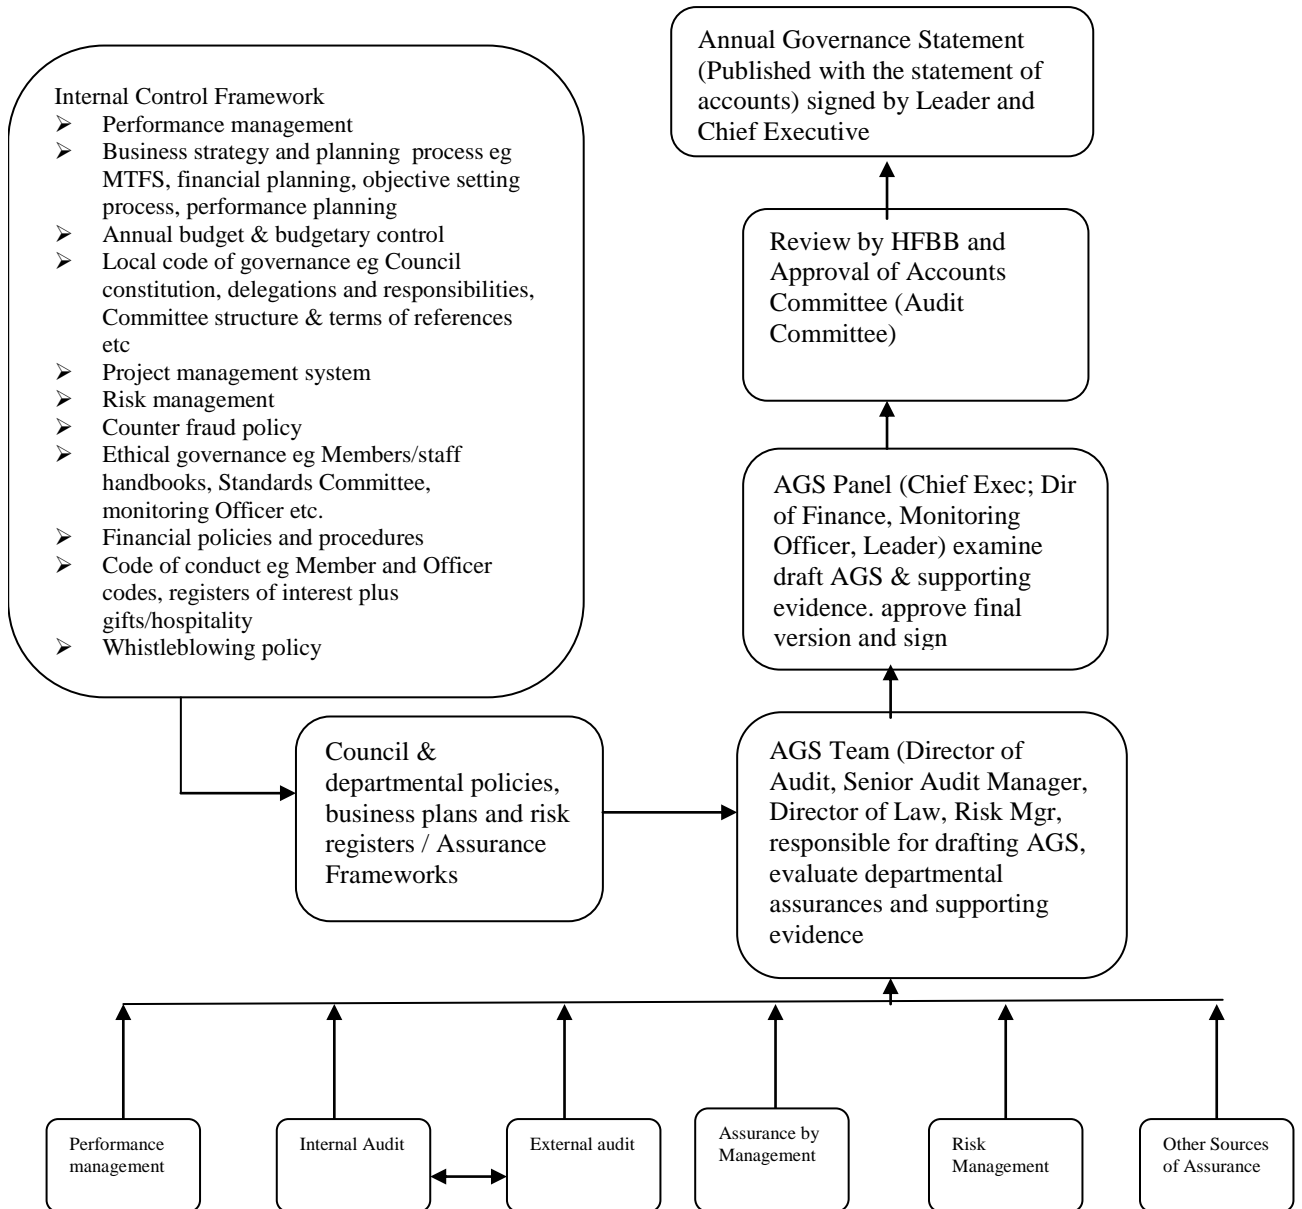 Internal Control Framework
➢ Performance management
➢ Business strategy and planning process eg
MTFS, financial planning, objective setting
process, performance planning
➢ Annual budget & budgetary control
➢ Local code of governance eg Council
constitution, delegations and responsibilities,
Committee structure & terms of references
etc
➢ Project management system
➢ Risk management
➢ Counter fraud policy
➢ Ethical governance eg Members/staff
handbooks, Standards Committee,
monitoring Officer etc.
➢ Financial policies and procedures
➢ Code of conduct eg Member and Officer
codes, registers of interest plus
gifts/hospitality
➢ Whistleblowing policy
Annual Governance Statement
(Published with the statement of
accounts) signed by Leader and
Chief Executive
Review by HFBB and
Approval of Accounts
Committee (Audit
Committee)
AGS Panel (Chief Exec; Dir
of Finance, Monitoring
Officer, Leader) examine
draft AGS & supporting
evidence. approve final
version and sign
Council &
departmental policies,
business plans and risk
registers / Assurance
Frameworks
AGS Team (Director of
Audit, Senior Audit Manager,
Director of Law, Risk Mgr,
responsible for drafting AGS,
evaluate departmental
assurances and supporting
evidence
Performance
management
Internal Audit
External audit
Assurance by
Management
Risk
Management
Other Sources
of Assurance